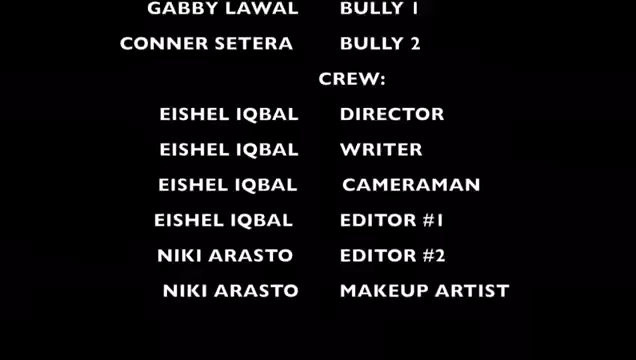 GABBY LAWAL BULLY 1
CONNER SETERA BULLY 2
CREW:
EISHEL IQBAL DIRECTOR
EISHEL IQBAL WRITER
EISHEL IQBAL CAMERAMAN
EISHEL IQBAL EDITOR #1
NIKI ARASTO EDITOR #2
NIKI ARASTO MAKEUP ARTIST